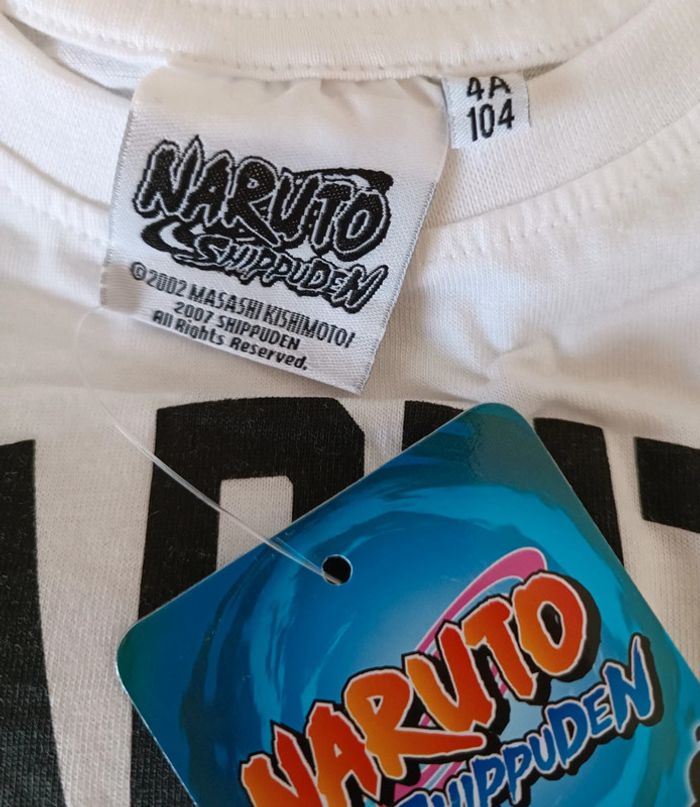 4A
104
NARUTO
SHIPPUDEN
©2002 MASASHI KISHIMOTO/
2007 SHIPPUDEN
All Rights Reserved.
NARUTO
SHIPPUDEN